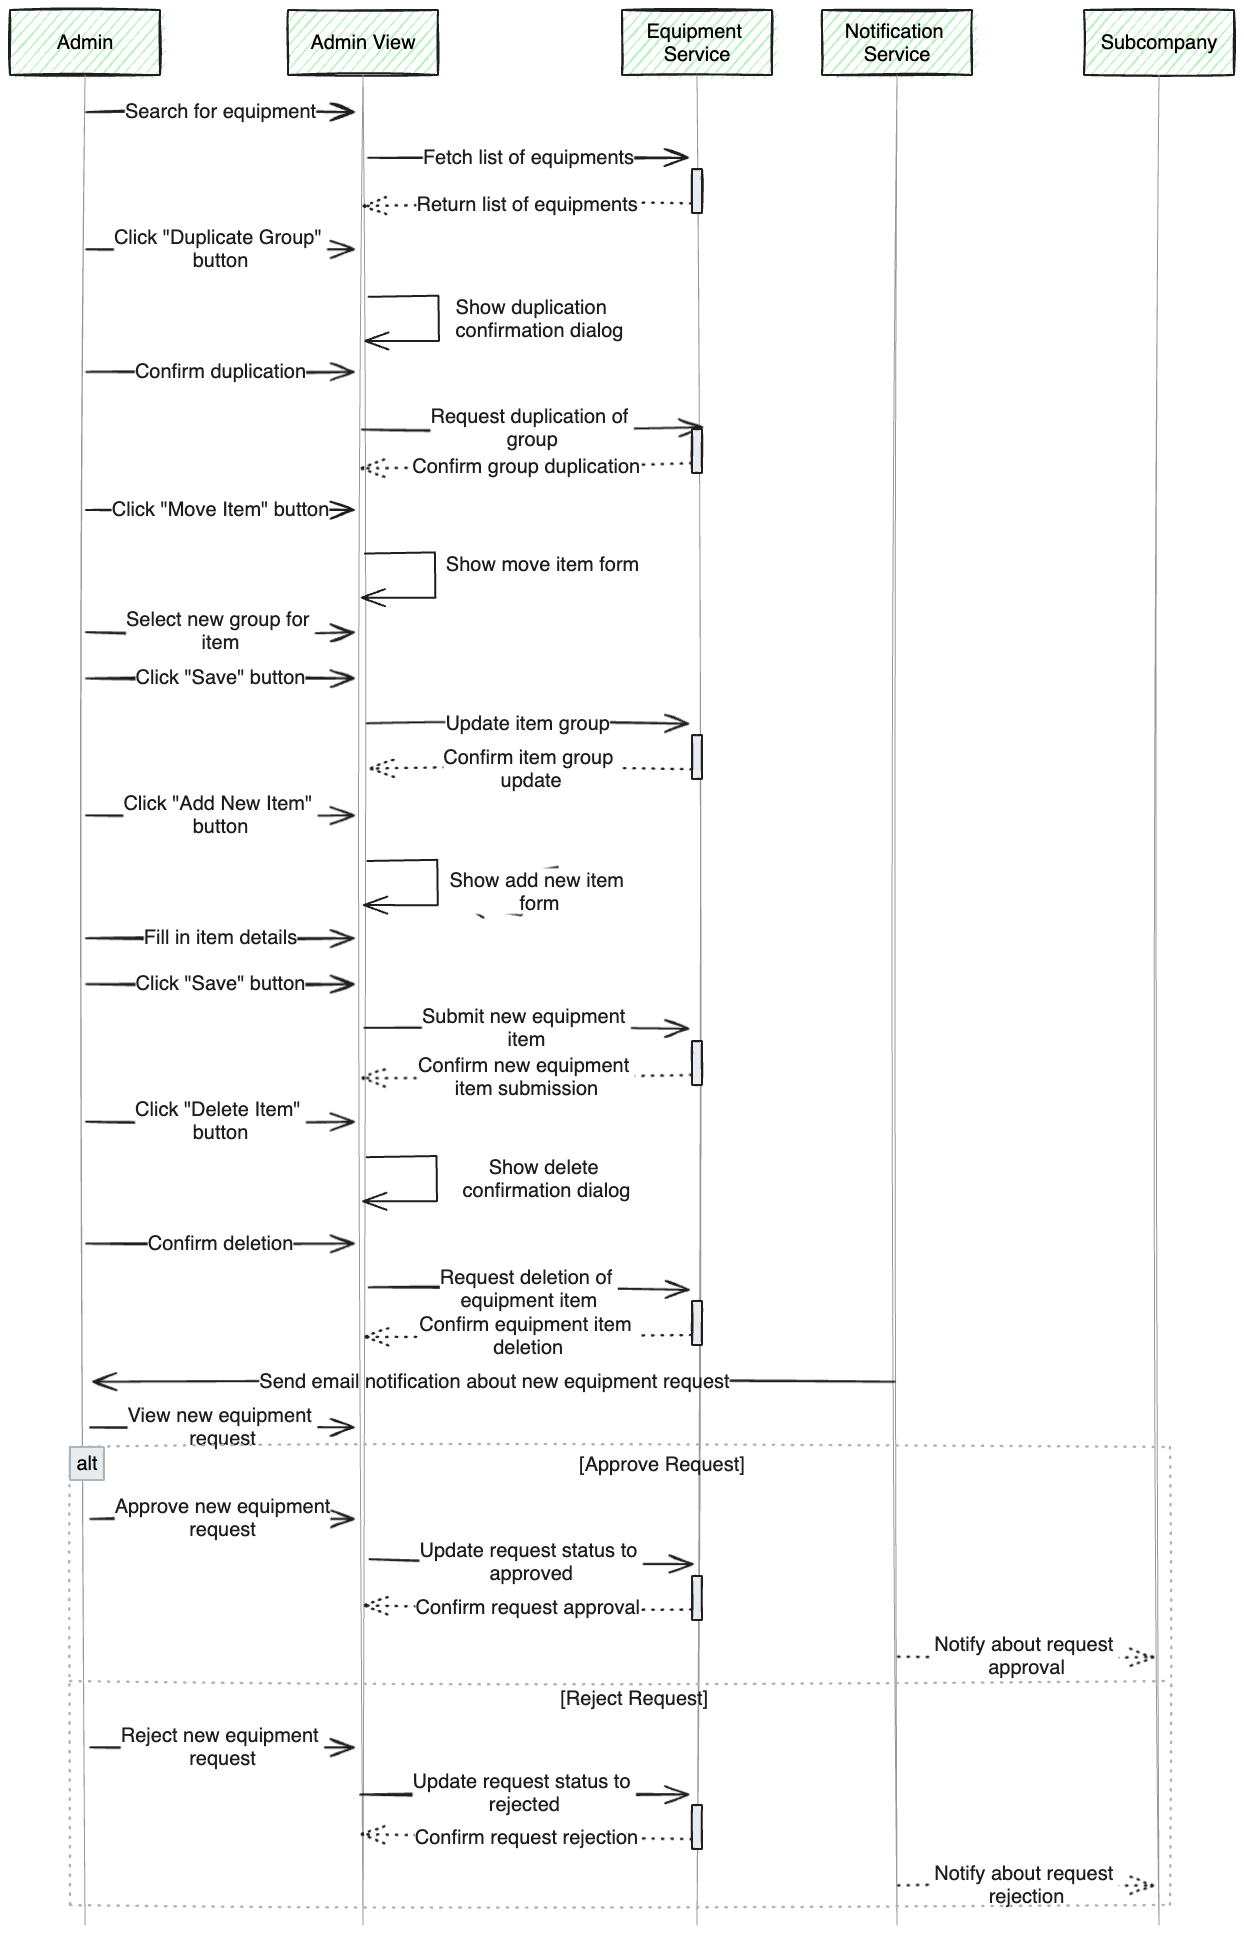 Admin
Admin View
Equipment
Service
Notification
Service
Subcompany
Search for equipment
Fetch list of equipments
Return list of equipments
Click "Duplicate Group"
button
Show duplication
confirmation dialog
Confirm duplication
Request duplication of
group
Confirm group duplication
Click "Move Item" button
Show move item form
Select new group for
item
Click "Save" button
Update item group
Confirm item group
update
Click "Add New Item"
button
Show add new item
form
Fill in item details
Click "Save" button
Submit new equipment
item
Confirm new equipment
item submission
Click "Delete Item"
button
Show delete
confirmation dialog
Confirm deletion
Request deletion of
equipment item
Confirm equipment item
deletion
Send email notification about new equipment request
View new equipment
request
alt
[Approve Request]
Approve new equipment
request
Update request status to
approved
Confirm request approval
Notify about request
approval
[Reject Request]
Reject new equipment
request
Update request status to
rejected
Confirm request rejection
Notify about request
rejection